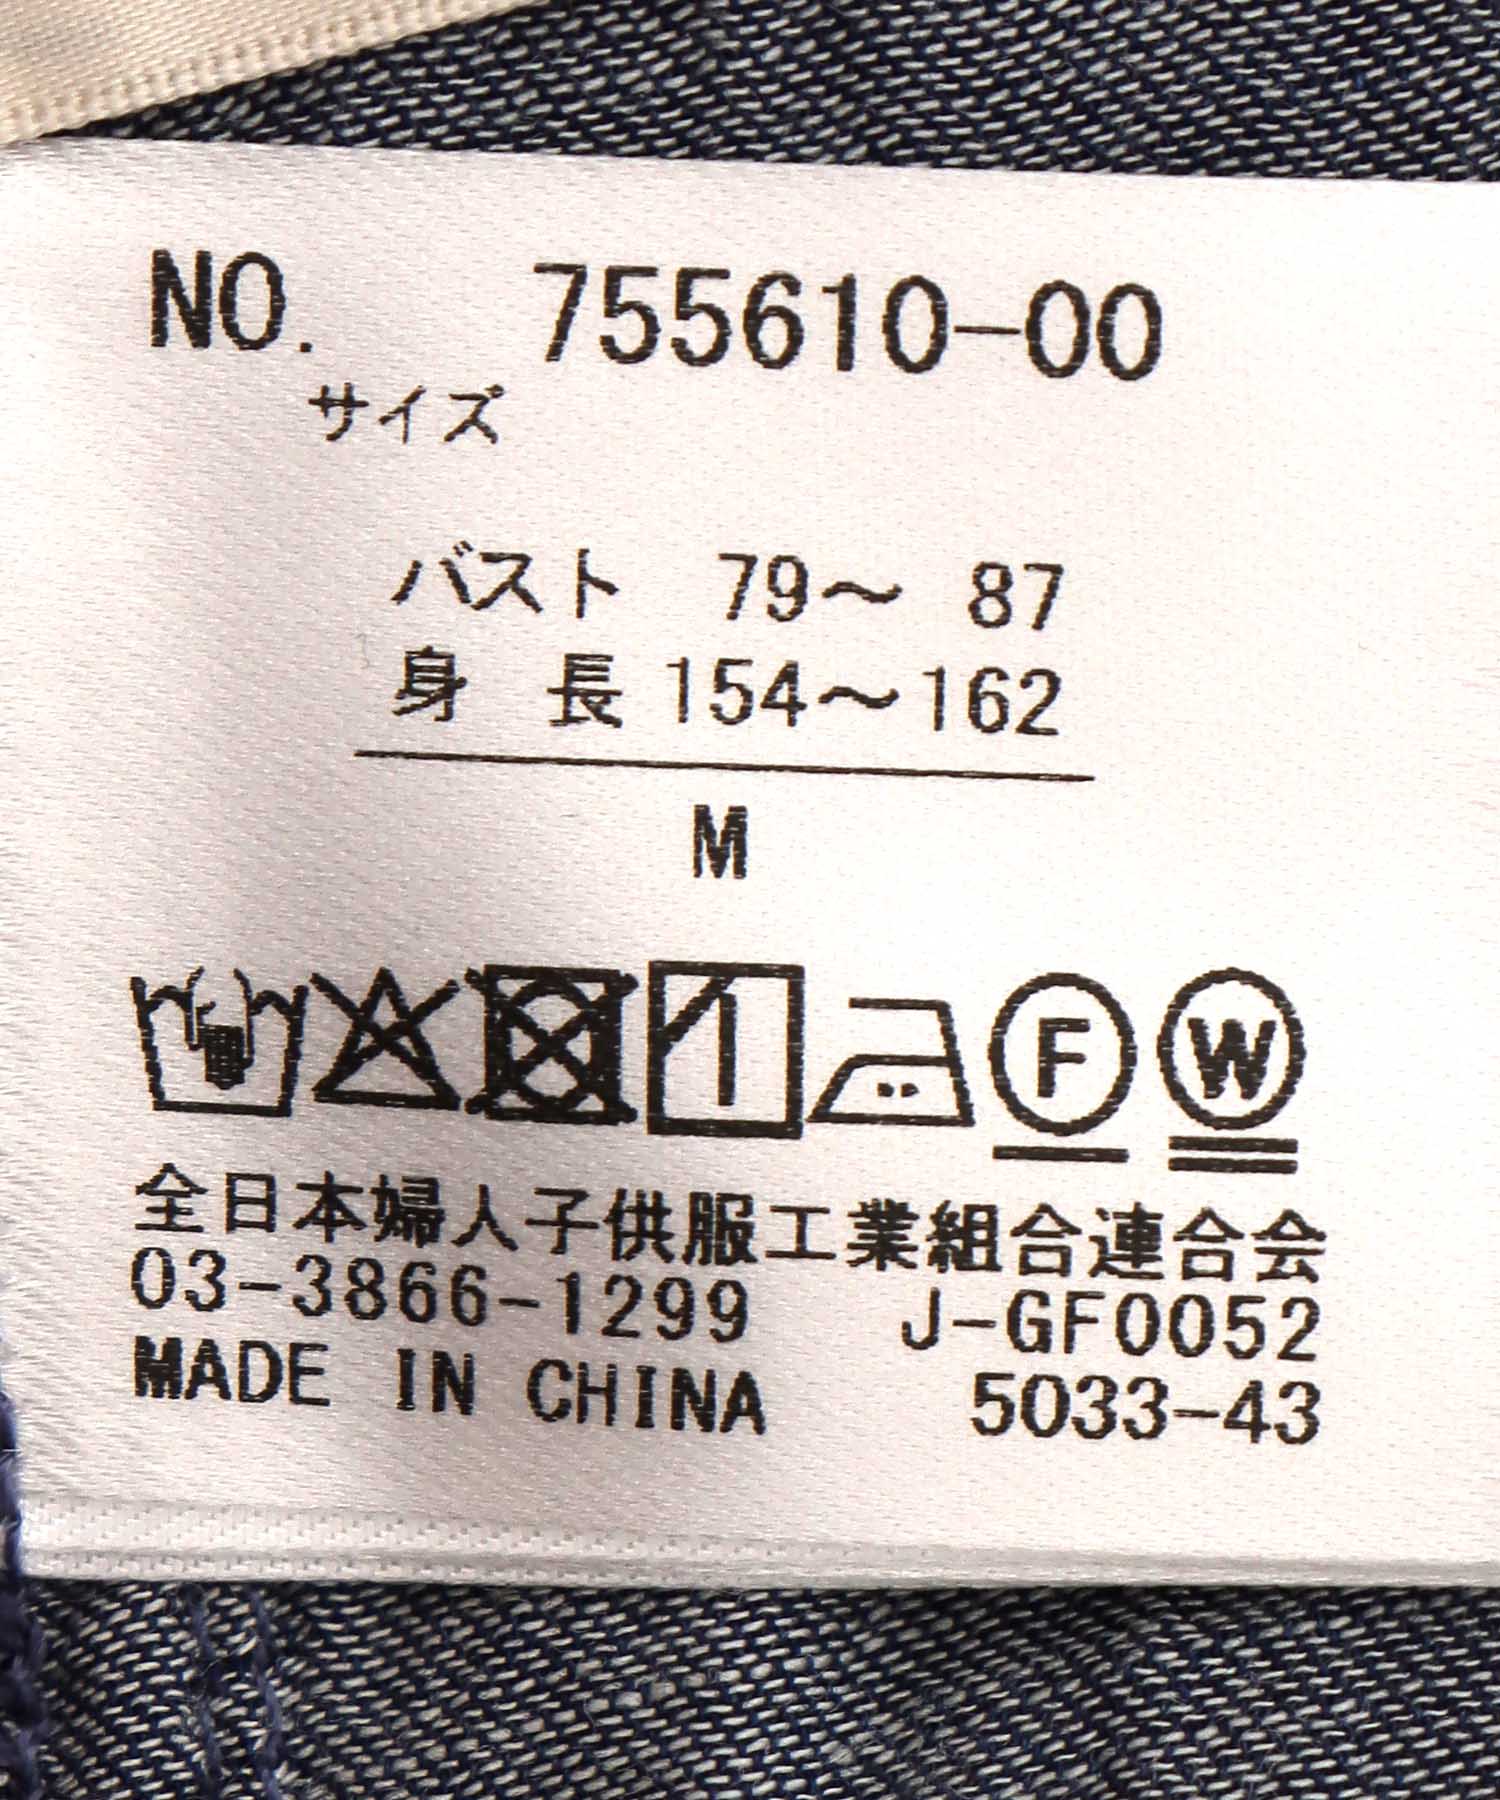 NO. 755610-00
サイズ
バスト 79～ 87
身 長 154～162
M
F W
全日本婦人子供服工業組合連合会
03-3866-1299 J-GF0052
MADE IN CHINA 5033-43